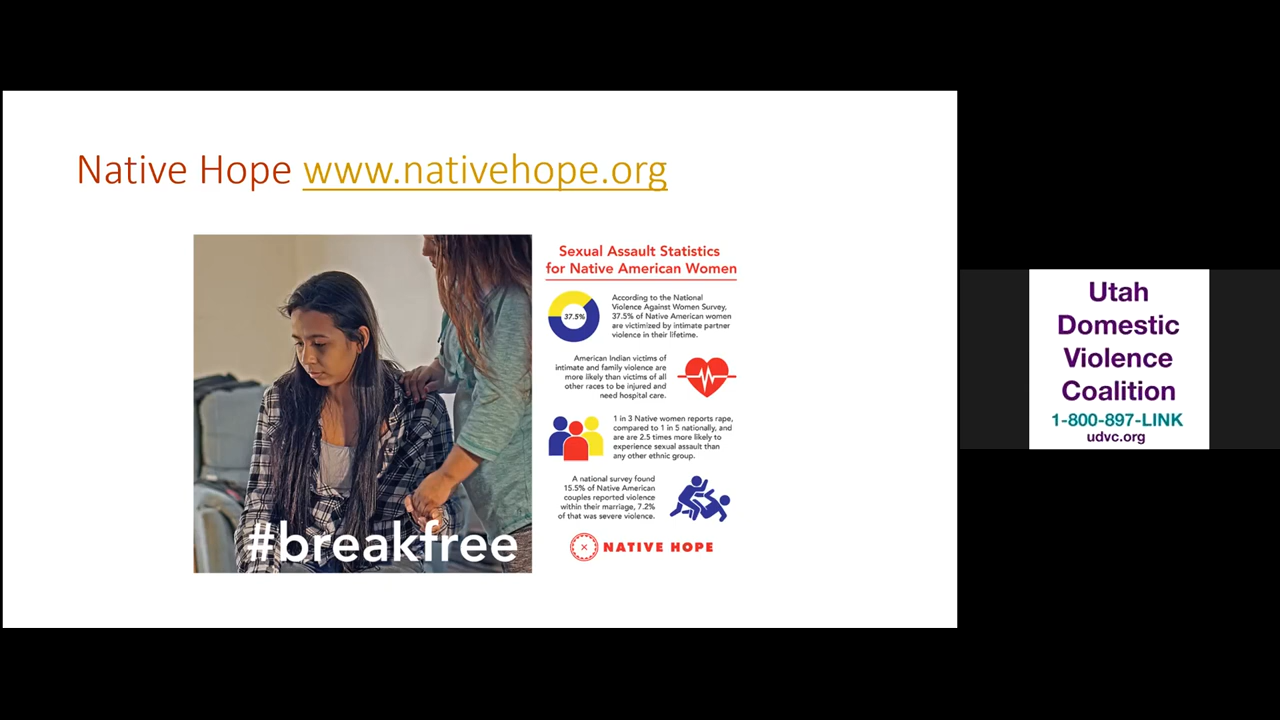 Native Hope www.nativehope.org
#breakfree
Sexual Assault Statistics
for Native American Women
37.5%
According to the National
Violence Against Women Survey,
37.5% of Native American women
are victimized by intimate partner
violence in their lifetime.
American Indian victims of
intimate and family violence are
more likely than victims of all
other races to be injured and
need hospital care.
1 in 3 Native women reports rape,
compared to 1 in 5 nationally, and
are are 2.5 times more likely to
experience sexual assault than
any other ethnic group.
A national survey found
15.5% of Native American
couples reported violence
within their marriage, 7.2%
of that was severe violence.
NATIVE HOPE
Utah
Domestic
Violence
Coalition
1-800-897-LINK
udvc.org